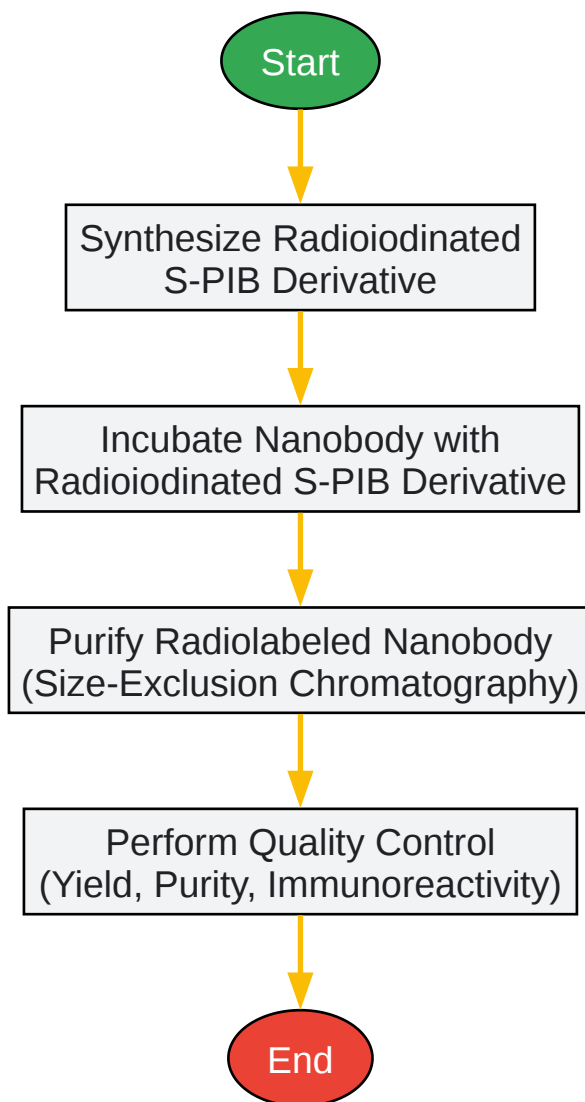 Start
Synthesize Radioiodinated
S-PIB Derivative
Incubate Nanobody with
Radioiodinated S-PIB Derivative
Purify Radiolabeled Nanobody
(Size-Exclusion Chromatography)
Perform Quality Control
(Yield, Purity, Immunoreactivity)
End